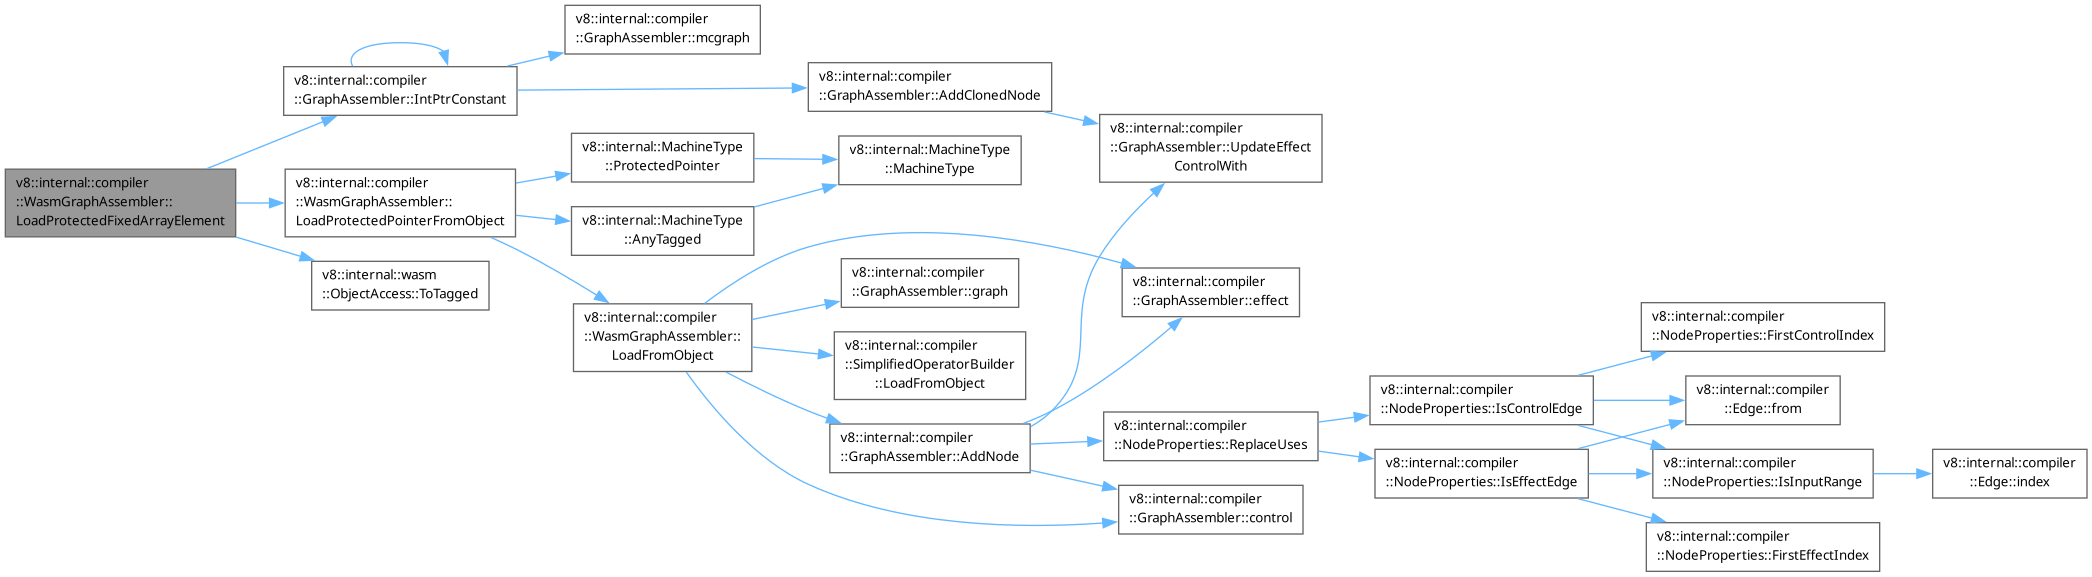 v8::internal::compiler
::WasmGraphAssembler::
LoadProtectedFixedArrayElement
v8::internal::compiler
::GraphAssembler::IntPtrConstant
v8::internal::compiler
::GraphAssembler::mcgraph
v8::internal::compiler
::GraphAssembler::AddClonedNode
v8::internal::compiler
::GraphAssembler::UpdateEffect
ControlWith
v8::internal::compiler
::WasmGraphAssembler::
LoadProtectedPointerFromObject
v8::internal::MachineType
::ProtectedPointer
v8::internal::MachineType
::MachineType
v8::internal::MachineType
::AnyTagged
v8::internal::wasm
::ObjectAccess::ToTagged
v8::internal::compiler
::WasmGraphAssembler::
LoadFromObject
v8::internal::compiler
::GraphAssembler::graph
v8::internal::compiler
::GraphAssembler::effect
v8::internal::compiler
::SimplifiedOperatorBuilder
::LoadFromObject
v8::internal::compiler
::GraphAssembler::AddNode
v8::internal::compiler
::NodeProperties::ReplaceUses
v8::internal::compiler
::GraphAssembler::control
v8::internal::compiler
::NodeProperties::IsControlEdge
v8::internal::compiler
::NodeProperties::IsEffectEdge
v8::internal::compiler
::NodeProperties::FirstControlIndex
v8::internal::compiler
::Edge::from
v8::internal::compiler
::NodeProperties::IsInputRange
v8::internal::compiler
::Edge::index
v8::internal::compiler
::NodeProperties::FirstEffectIndex